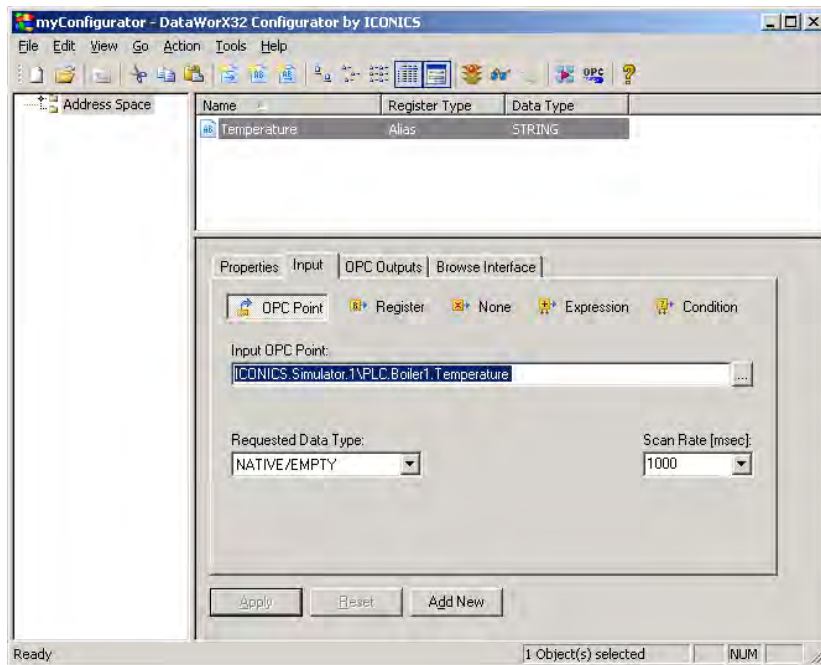 myConfigurator - DataWorX32 Configurator by ICONICS
File Edit View Go Action Tools Help
OPC
Address Space
Name Register Type Data Type
Temperature Alias STRING
Properties Input OPC Outputs Browse Interface
OPC Point Register None Expression Condition
Input OPC Point:
ICONICS.Simulator.1\PLC.Boiler1.Temperature
...
Requested Data Type: Scan Rate [msec]:
NATIVE/EMPTY 1000
Apply Reset Add New
Ready 1 Object(s) selected NUM